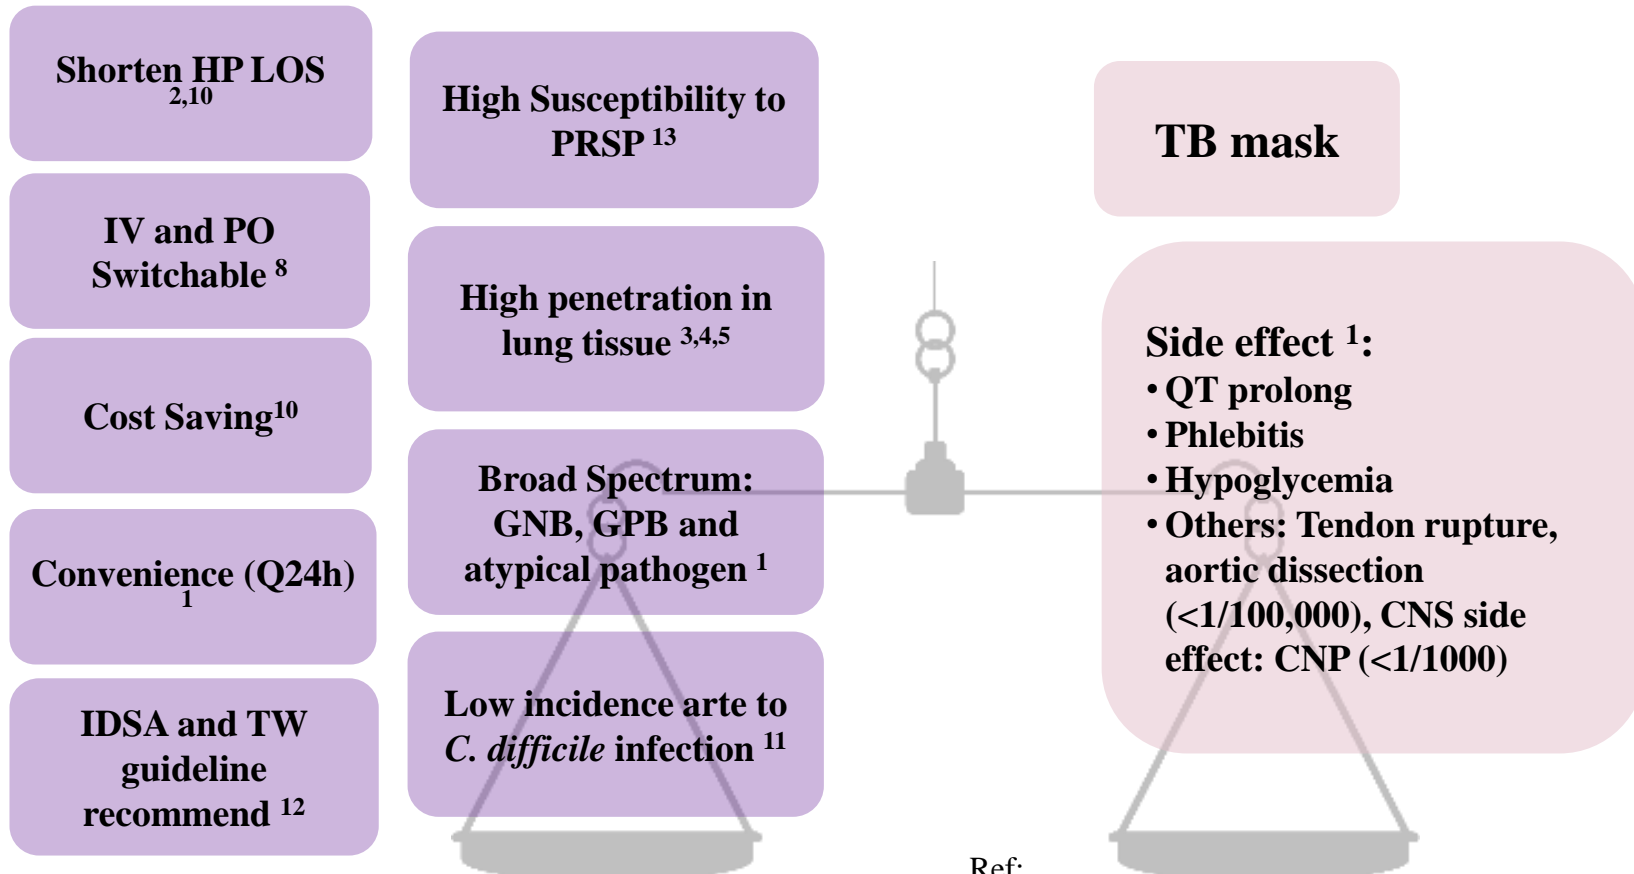 Shorten HP LOS
2,10
IV and PO
Switchable 8
Cost Saving10
Convenience (Q24h)
1
IDSA and TW
guideline
recommend 12
High Susceptibility to
PRSP 13
High penetration in
lung tissue 3,4,5
Broad Spectrum:
GNB, GPB and
atypical pathogen 1
Low incidence arte to
C. difficile infection 11
TB mask
Side effect 1:
• QT prolong
• Phlebitis
• Hypoglycemia
• Others: Tendon rupture,
aortic dissection
(<1/100,000), CNS side
effect: CNP (<1/1000)
Ref: